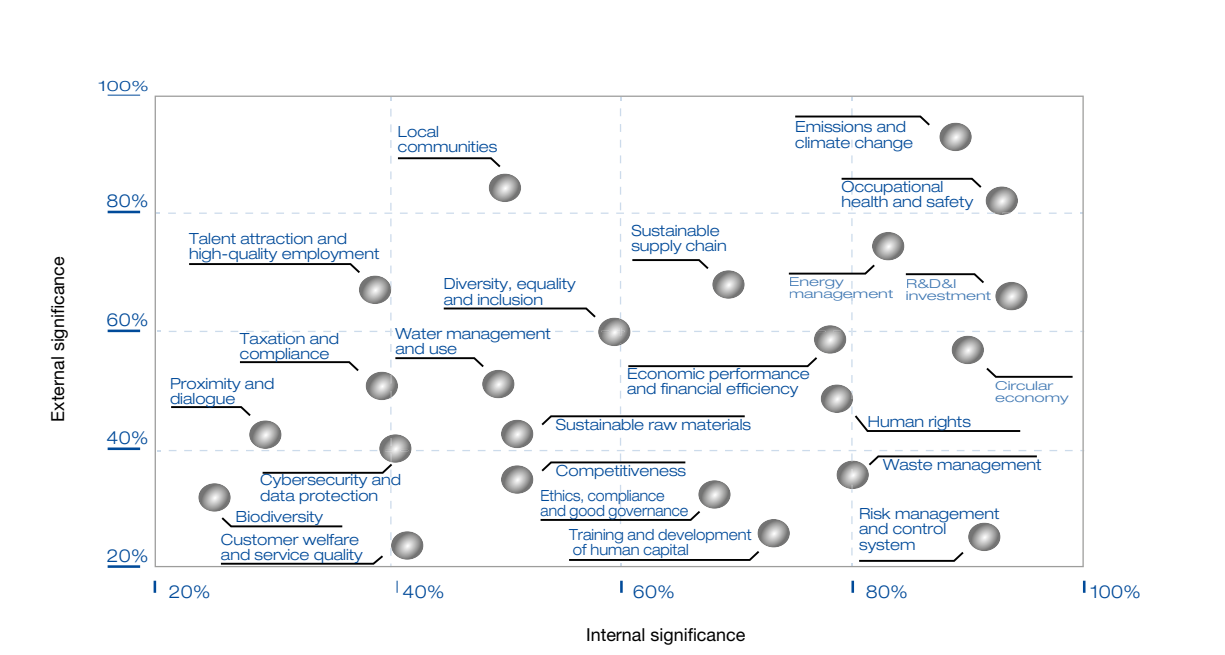 100%
Local
communities
Emissions and
climate change
Occupational
health and safety
80%
Talent attraction and
high-quality employment
Sustainable
supply chain
Diversity, equality
and inclusion
Energy
management
R&D&I
investment
60%
Taxation and
compliance
Water management
and use
Economic performance
and financial efficiency
Circular
economy
Proximity and
dialogue
Sustainable raw materials
Human rights
40%
Cybersecurity and
data protection
Competitiveness
Waste management
Ethics, compliance
and good governance
Biodiversity
Customer welfare
and service quality
Training and development
of human capital
Risk management
and control
system
20%
External significance
20%
40%
60%
80%
100%
Internal significance